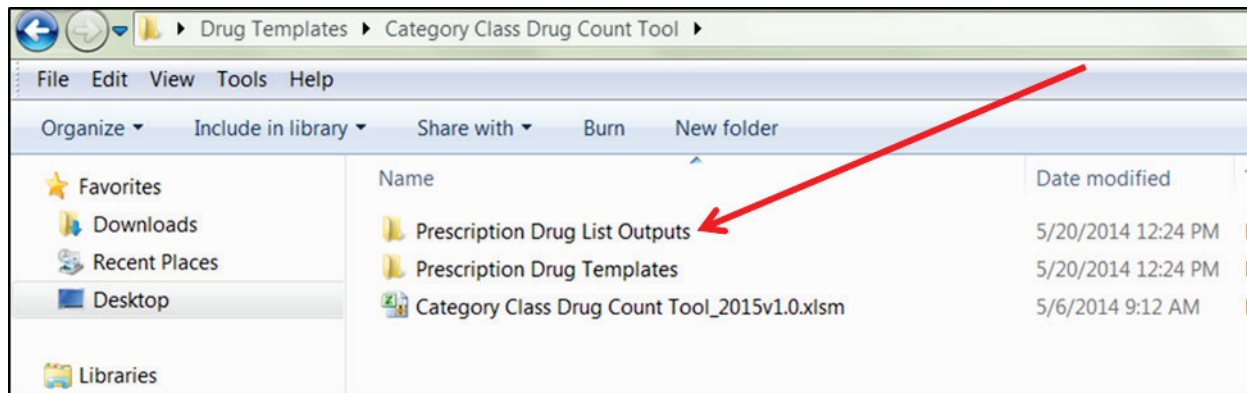 Drug Templates Category Class Drug Count Tool
File Edit View Tools Help
Organize Include in library Share with Burn New folder
Name Date modified
Favorites
Downloads
Recent Places
Desktop
Libraries
Prescription Drug List Outputs 5/20/2014 12:24 PM
Prescription Drug Templates 5/20/2014 12:24 PM
Category Class Drug Count Tool_2015v1.0.xlsm 5/6/2014 9:12 AM